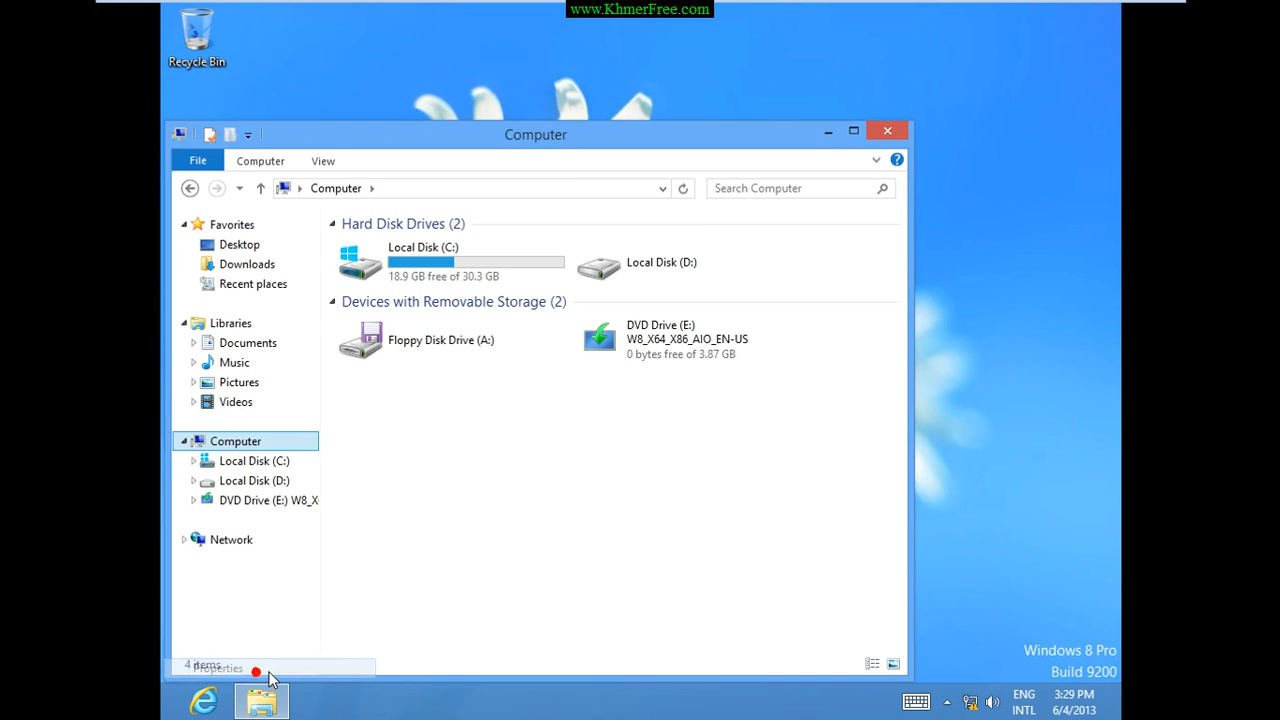 www.KhmerFree.com
Recycle Bin
Computer
File
Computer
View
Computer
Search Computer
Favorites
Desktop
Downloads
Recent places
Libraries
Documents
Music
Pictures
Videos
Computer
Local Disk (C:)
Local Disk (D:)
DVD Drive (E:) W8_X
Network
Hard Disk Drives (2)
Local Disk (C:)
18.9 GB free of 30.3 GB
Local Disk (D:)
Devices with Removable Storage (2)
Floppy Disk Drive (A:)
DVD Drive (E:)
W8_X64_X86_AIO_EN-US
0 bytes free of 3.87 GB
4 items
Properties
Windows 8 Pro
Build 9200
ENG
INTL
3:29 PM
6/4/2013